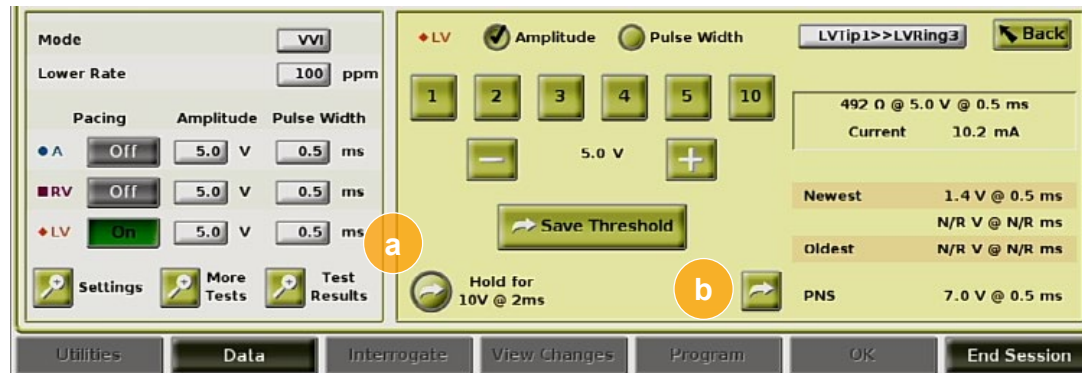 Mode VVI
Lower Rate 100 ppm
Pacing Amplitude Pulse Width
A Off 5.0 V 0.5 ms
RV Off 5.0 V 0.5 ms
LV On 5.0 V 0.5 ms
Settings More Tests Test Results
a
LV Amplitude Pulse Width LVTip1>>LVRing3 Back
1 2 3 4 5 10
5.0 V
Save Threshold
Hold for
10V @ 2ms
b
492 Ω @ 5.0 V @ 0.5 ms
Current 10.2 mA
Newest 1.4 V @ 0.5 ms
N/R V @ N/R ms
Oldest N/R V @ N/R ms
PNS 7.0 V @ 0.5 ms
Utilities Data Interrogate View Changes Program OK End Session